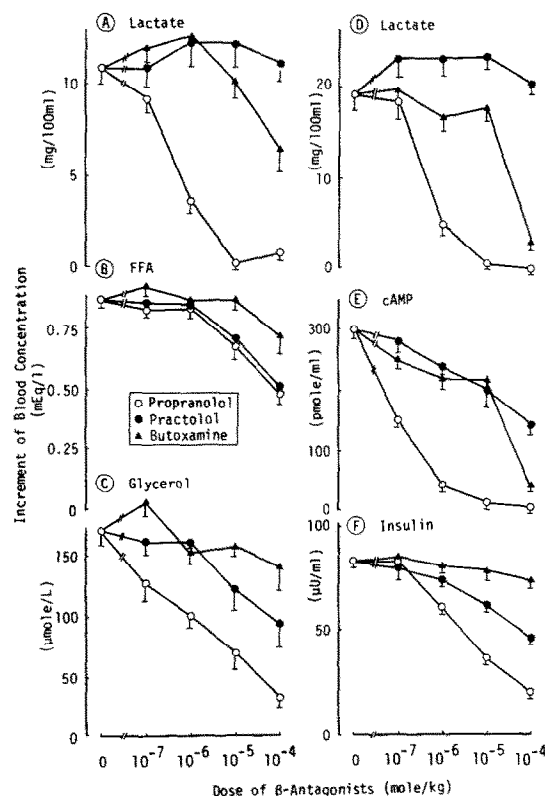 A Lactate
10
5
0
(mg/100ml)
B FFA
0.75
0.50
0.25
0
Increment of Blood Concentration
(mEq/l)
Propranolol
Practolol
Butoxamine
C Glycerol
150
100
50
0
(µmole/L)
0 10-7 10-6 10-5 10-4
D Lactate
20
10
0
(mg/100ml)
E cAMP
300
150
0
(pmole/ml)
F Insulin
100
50
0
(µU/ml)
0 10-7 10-6 10-5 10-4
Dose of β-Antagonists (mole/kg)